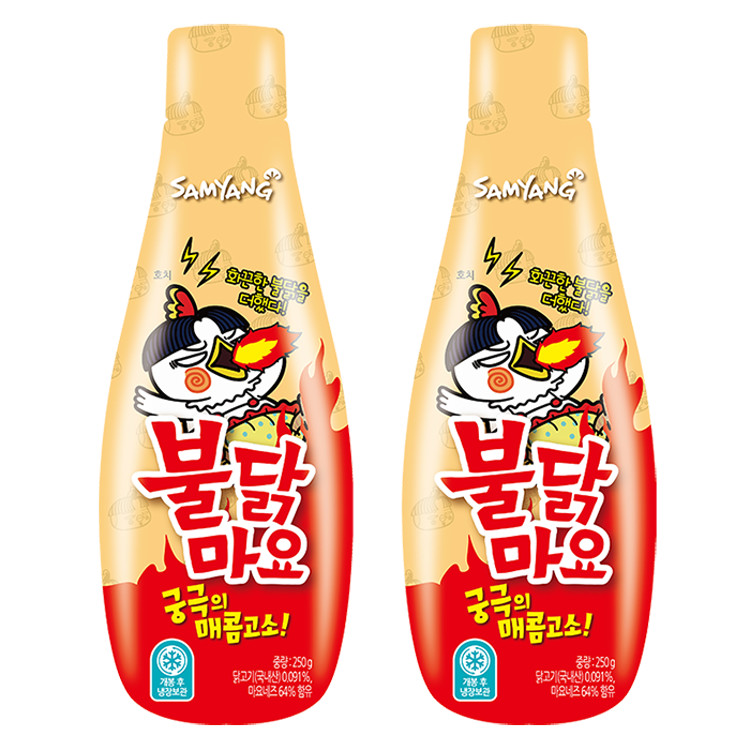 SAMYANG
호치
화끈한 불닭을
더했다!
불닭
마요
궁극의
매콤고소!
중량:250g
닭고기(국내산) 0.091%,
마요네즈 64% 함유
개봉 후
냉장보관
SAMYANG
호치
화끈한 불닭을
더했다!
불닭
마요
궁극의
매콤고소!
중량:250g
닭고기(국내산) 0.091%,
마요네즈 64% 함유
개봉 후
냉장보관